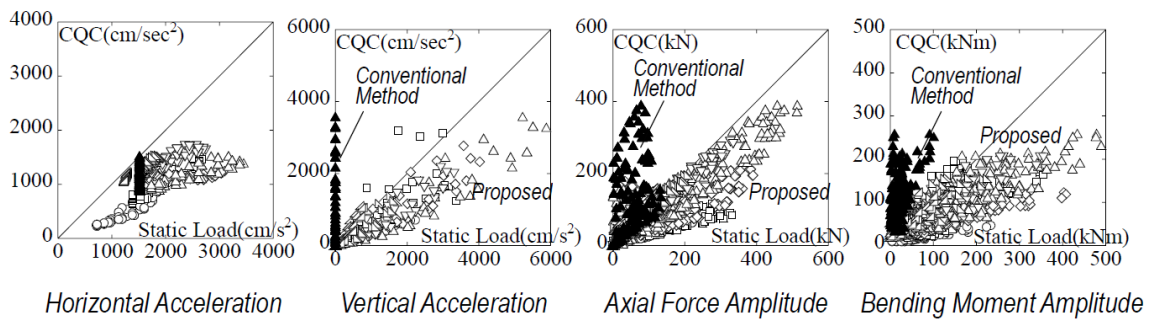 4000
3000
2000
1000
0
CQC(cm/sec²)
Static Load(cm/s²)
0 1000 2000 3000 4000
Horizontal Acceleration
6000
4000
2000
0
CQC(cm/sec²)
Conventional
Method
Proposed
Static Load(cm/s²)
0 2000 4000 6000
Vertical Acceleration
600
400
200
0
CQC(kN)
Conventional
Method
Proposed
Static Load(kN)
0 200 400 600
Axial Force Amplitude
500
400
300
200
100
0
CQC(kNm)
Conventional
Method
Proposed
Static Load(kNm)
0 100 200 300 400 500
Bending Moment Amplitude